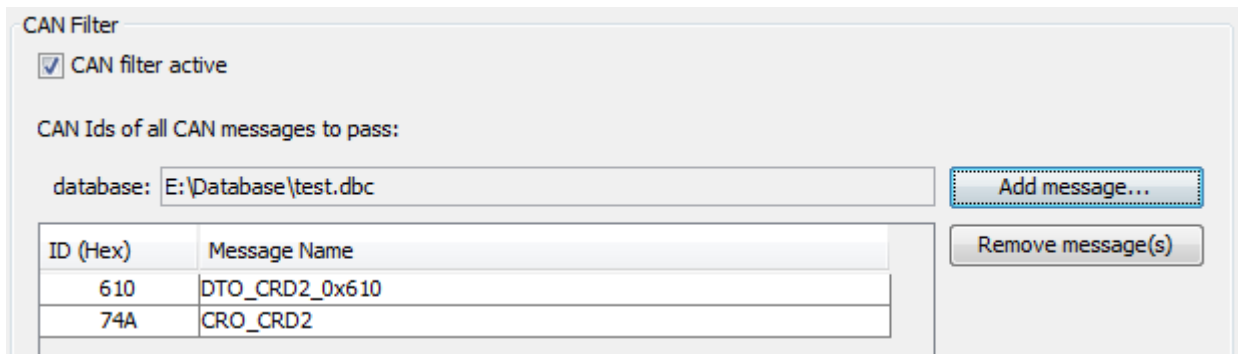 CAN Filter
CAN filter active
CAN Ids of all CAN messages to pass:
database: E:\Database\test.dbc Add message...
ID (Hex) Message Name Remove message(s)
610 DTO_CRD2_0x610
74A CRO_CRD2